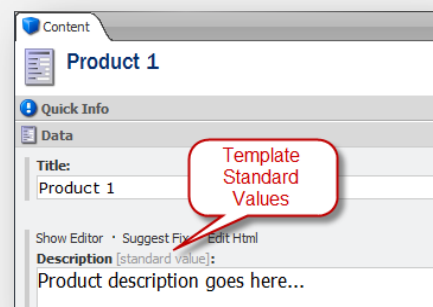 Content
Product 1
Quick Info
Data
Template
Standard
Values
Title:
Product 1
Show Editor · Suggest Fix · Edit Html
Description [standard value]:
Product description goes here...